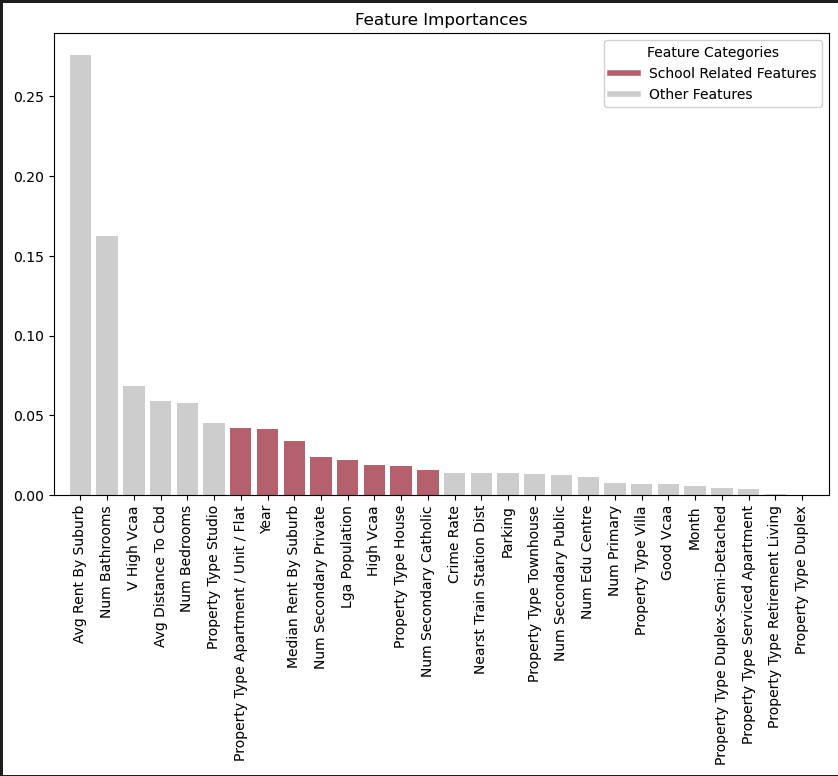 Feature Importances
Feature Categories
School Related Features
Other Features
0.25
0.20
0.15
0.10
0.05
0.00
Avg Rent By Suburb
Num Bathrooms
V High Vcaa
Avg Distance To Cbd
Num Bedrooms
Property Type Studio
Property Type Apartment / Unit / Flat
Year
Median Rent By Suburb
Num Secondary Private
Lga Population
High Vcaa
Property Type House
Num Secondary Catholic
Crime Rate
Nearst Train Station Dist
Parking
Property Type Townhouse
Num Secondary Public
Num Edu Centre
Num Primary
Property Type Villa
Good Vcaa
Month
Property Type Duplex-Semi-Detached
Property Type Serviced Apartment
Property Type Retirement Living
Property Type Duplex